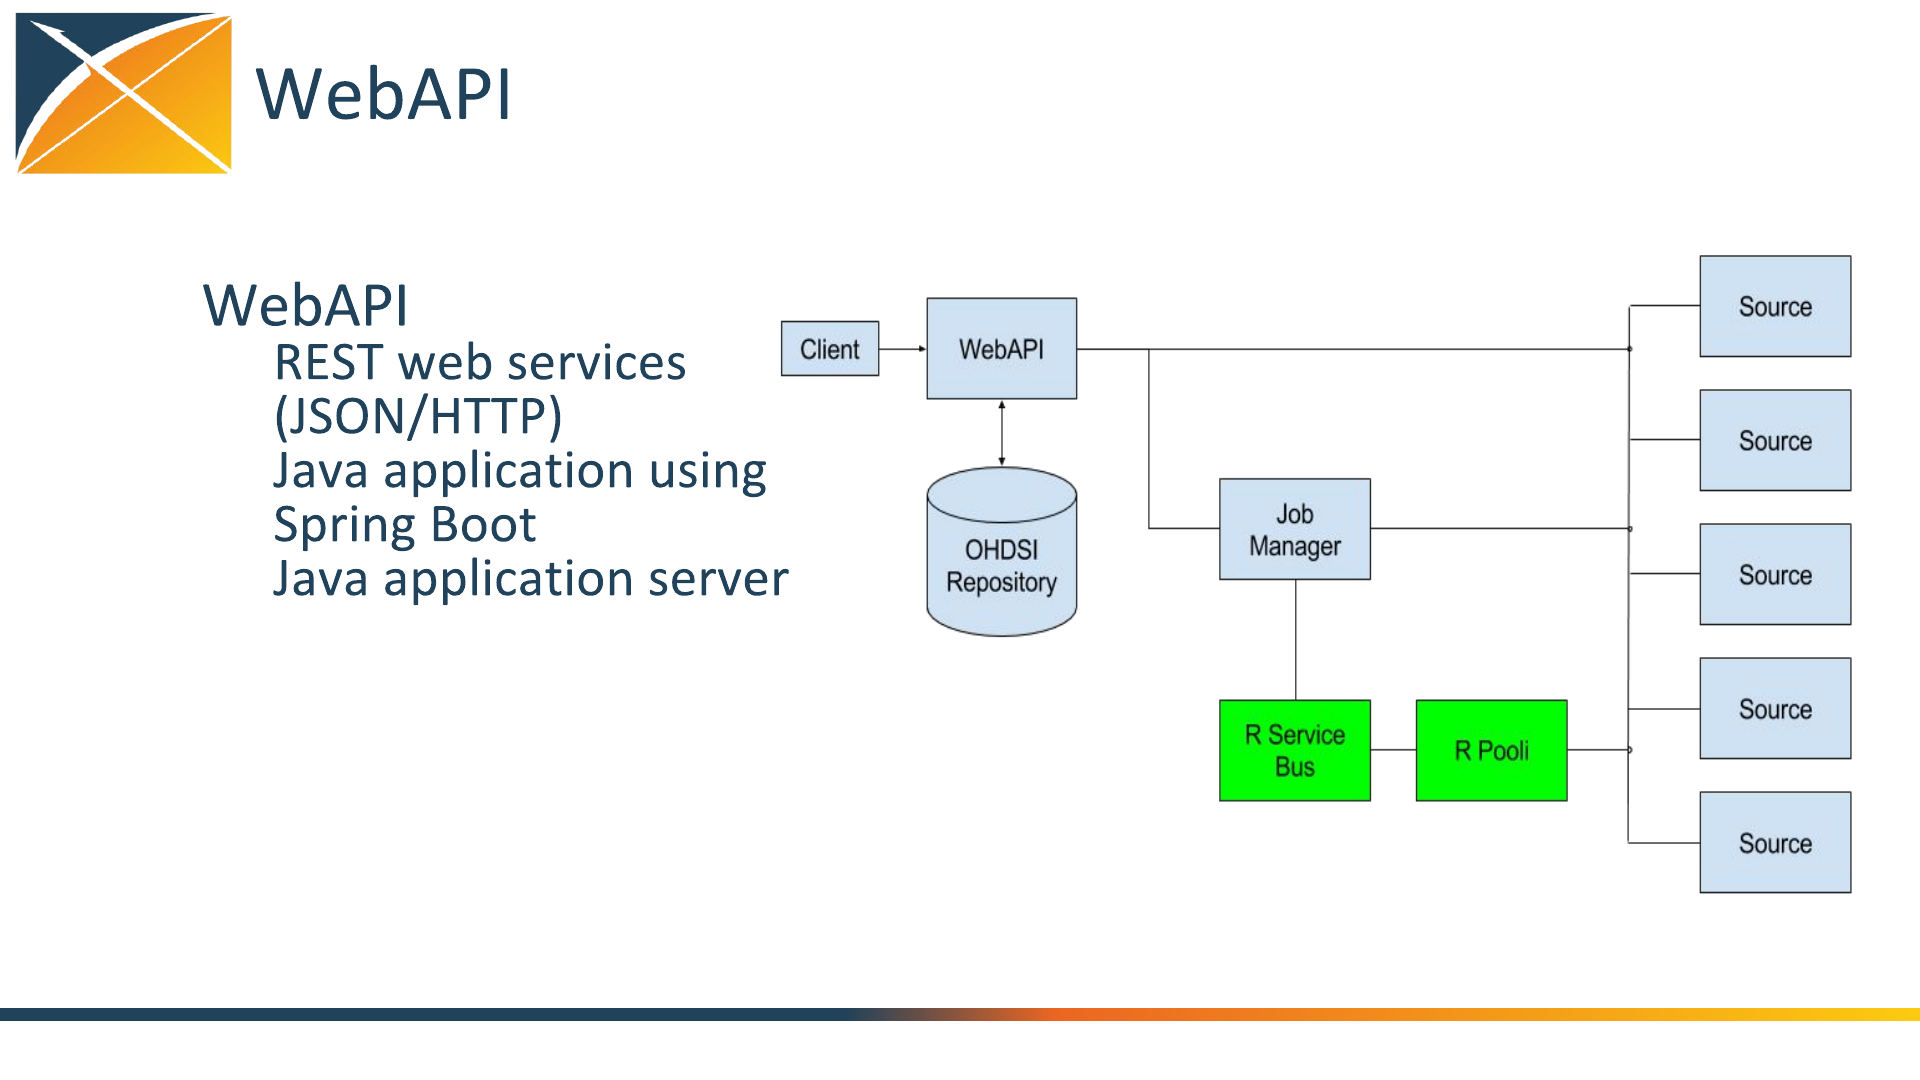 WebAPI
WebAPI
REST web services
(JSON/HTTP)
Java application using
Spring Boot
Java application server
Client
WebAPI
OHDSI
Repository
Job
Manager
R Service
Bus
R Pooli
Source
Source
Source
Source
Source